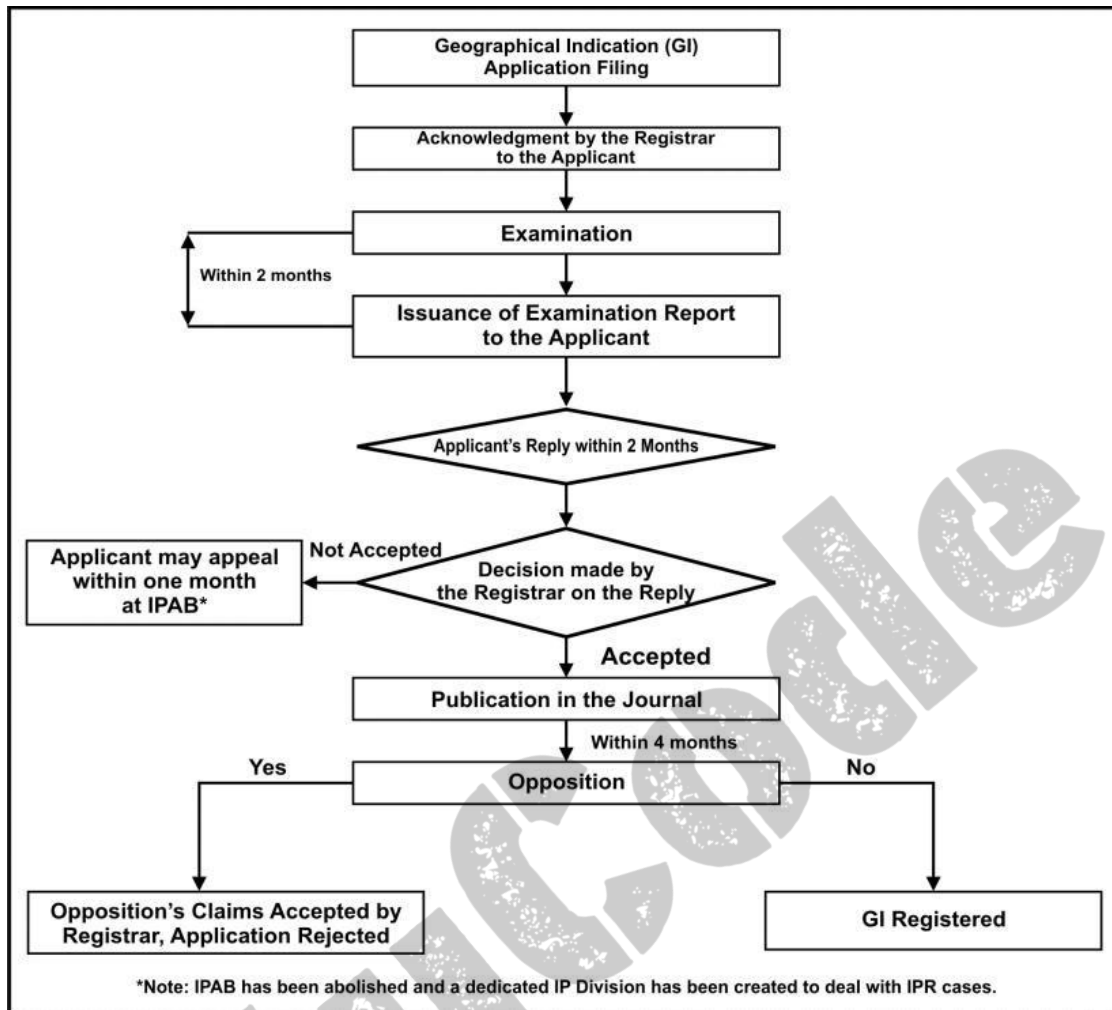 Geographical Indication (GI)
Application Filing
Acknowledgment by the Registrar
to the Applicant
Examination
Within 2 months
Issuance of Examination Report
to the Applicant
Applicant's Reply within 2 Months
Applicant may appeal
within one month
at IPAB*
Not Accepted
Decision made by
the Registrar on the Reply
Accepted
Publication in the Journal
Within 4 months
Yes
Opposition
No
Opposition's Claims Accepted by
Registrar, Application Rejected
GI Registered
*Note: IPAB has been abolished and a dedicated IP Division has been created to deal with IPR cases.